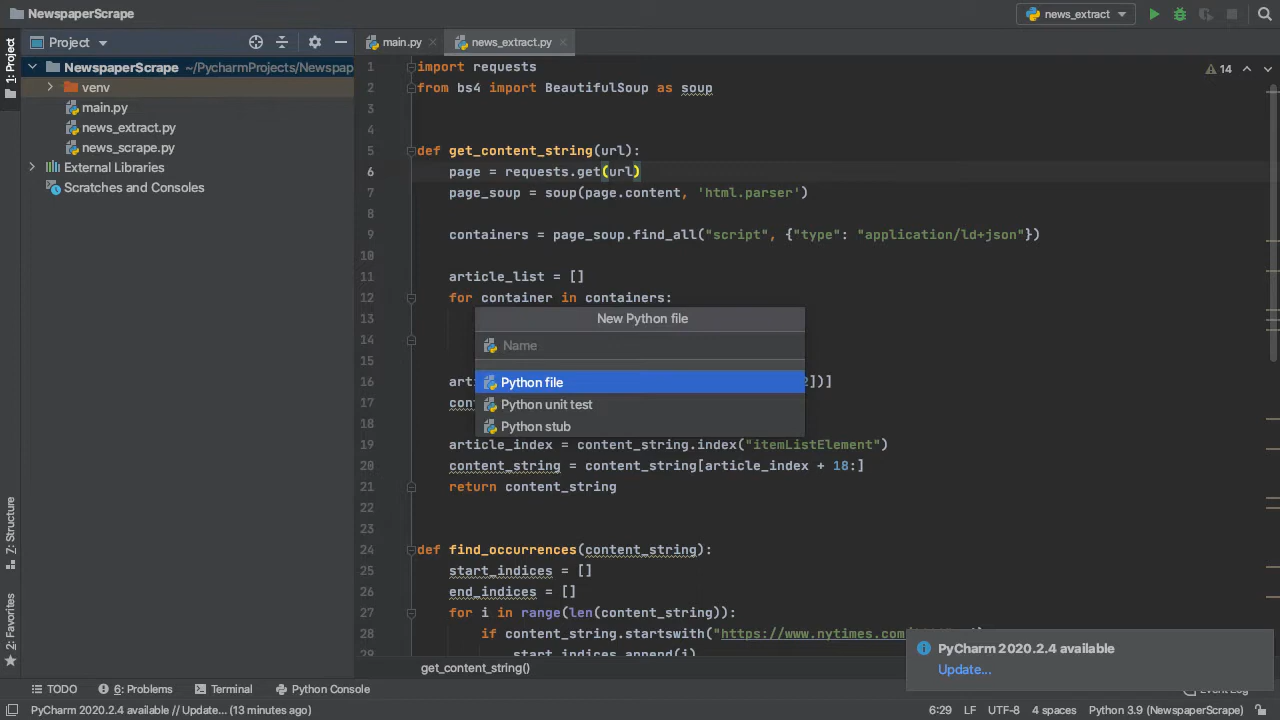 NewspaperScrape
news_extract
Project
main.py
news_extract.py
1: Project
NewspaperScrape ~/PycharmProjects/Newspap
venv
main.py
news_extract.py
news_scrape.py
External Libraries
Scratches and Consoles
14
1 import requests
2 from bs4 import BeautifulSoup as soup
3
4
5 def get_content_string(url):
6 page = requests.get(url)
7 page_soup = soup(page.content, 'html.parser')
8
9 containers = page_soup.find_all("script", {"type": "application/ld+json"})
10
11 article_list = []
12 for container in containers:
13
14
15
16 art 2])]
17 con
18
19 article_index = content_string.index("itemListElement")
20 content_string = content_string[article_index + 18:]
21 return content_string
22
23
24 def find_occurrences(content_string):
25 start_indices = []
26 end_indices = []
27 for i in range(len(content_string)):
28 if content_string.startswith("https://www.nytimes.com
29 start_indices.append(i)
New Python file
Name
Python file
Python unit test
Python stub
get_content_string()
7: Structure
2: Favorites
PyCharm 2020.2.4 available
Update...
TODO
6: Problems
Terminal
Python Console
Event Log
PyCharm 2020.2.4 available // Update... (13 minutes ago)
6:29 LF UTF-8 4 spaces Python 3.9 (NewspaperScrape)